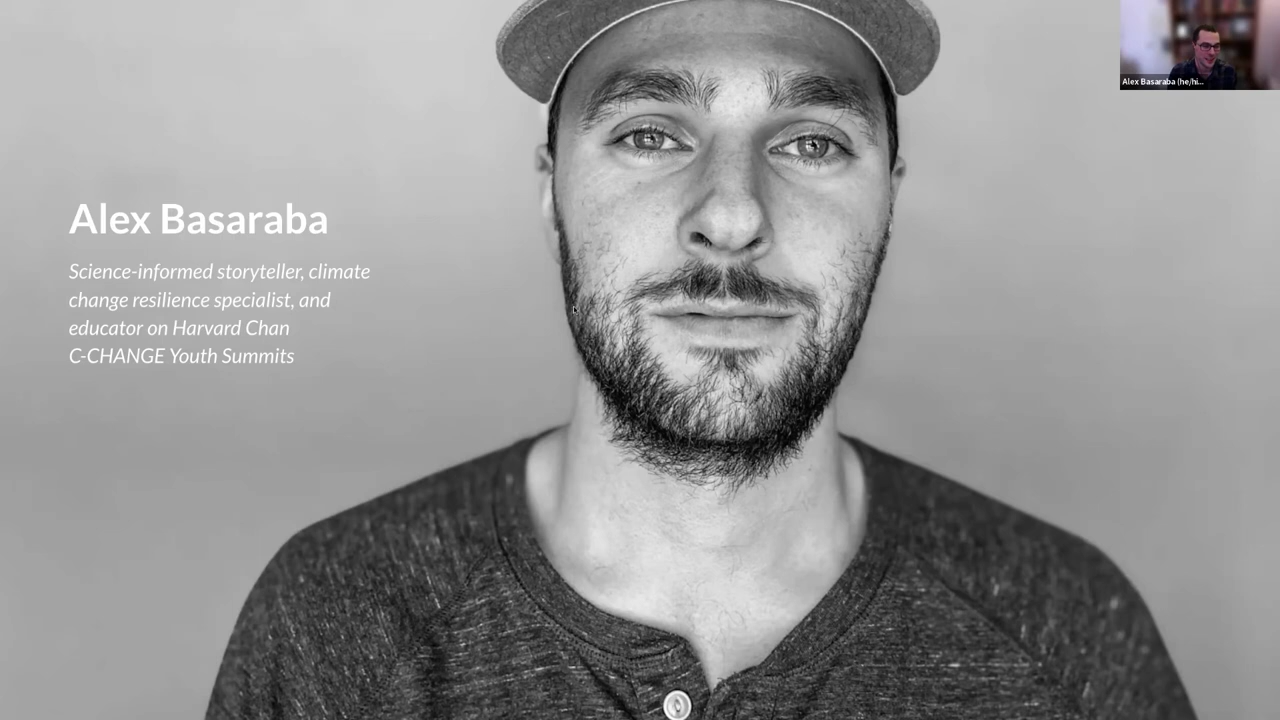 Alex Basaraba
Science-informed storyteller, climate
change resilience specialist, and
educator on Harvard Chan
C-CHANGE Youth Summits
Alex Basaraba (he/hi...